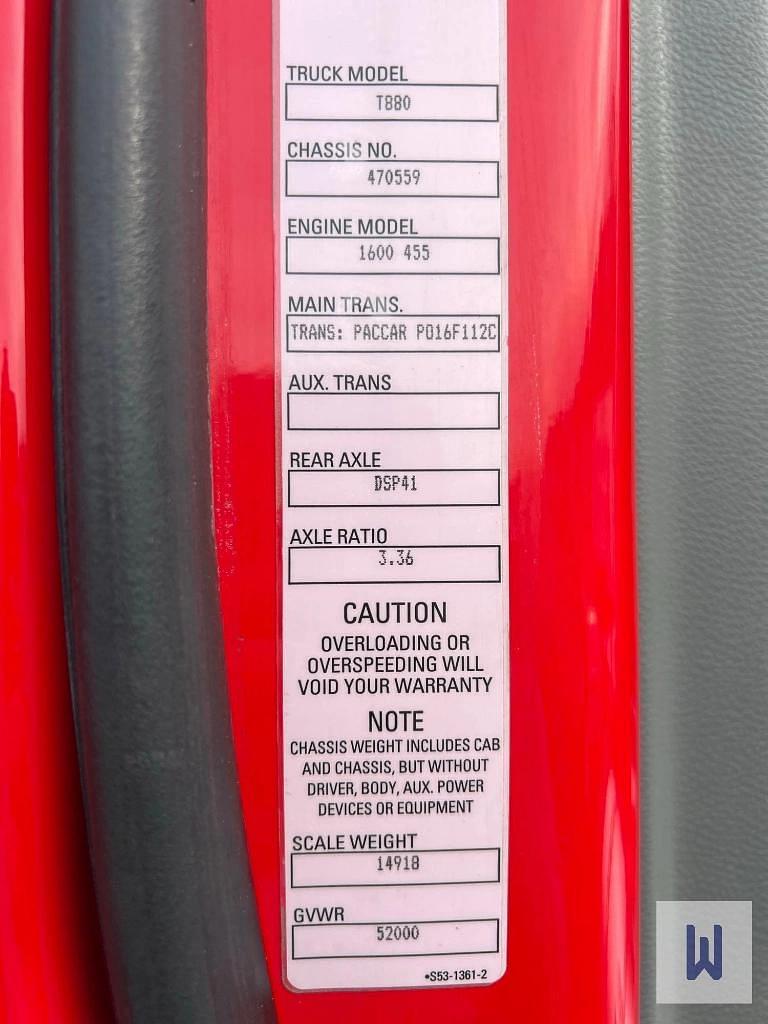 TRUCK MODEL
T880
CHASSIS NO.
470559
ENGINE MODEL
1600 455
MAIN TRANS.
TRANS: PACCAR PO16F112C
AUX. TRANS
REAR AXLE
DSP41
AXLE RATIO
3.36
CAUTION
OVERLOADING OR
OVERSPEEDING WILL
VOID YOUR WARRANTY
NOTE
CHASSIS WEIGHT INCLUDES CAB
AND CHASSIS, BUT WITHOUT
DRIVER, BODY, AUX. POWER
DEVICES OR EQUIPMENT
SCALE WEIGHT
14918
GVWR
52000
•S53-1361-2
W